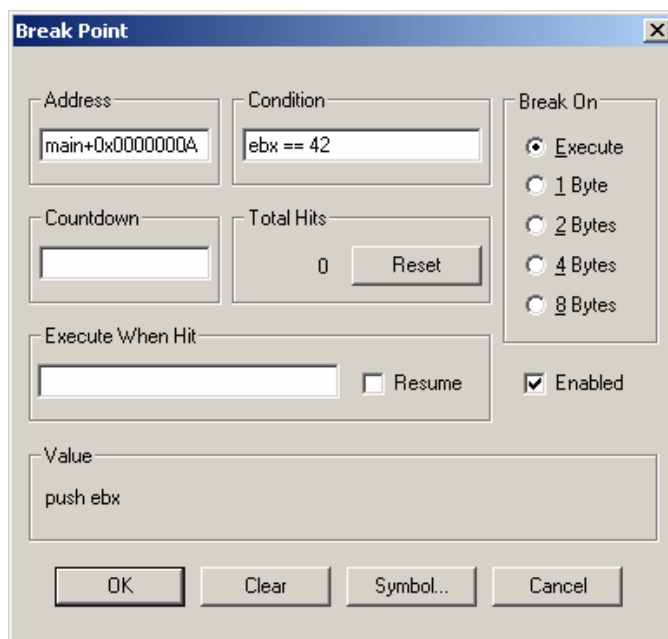 Break Point
Address
main+0x0000000A
Condition
ebx == 42
Break On
Execute
1 Byte
2 Bytes
4 Bytes
8 Bytes
Countdown
Total Hits
0 Reset
Execute When Hit
Resume
Enabled
Value
push ebx
OK Clear Symbol... Cancel